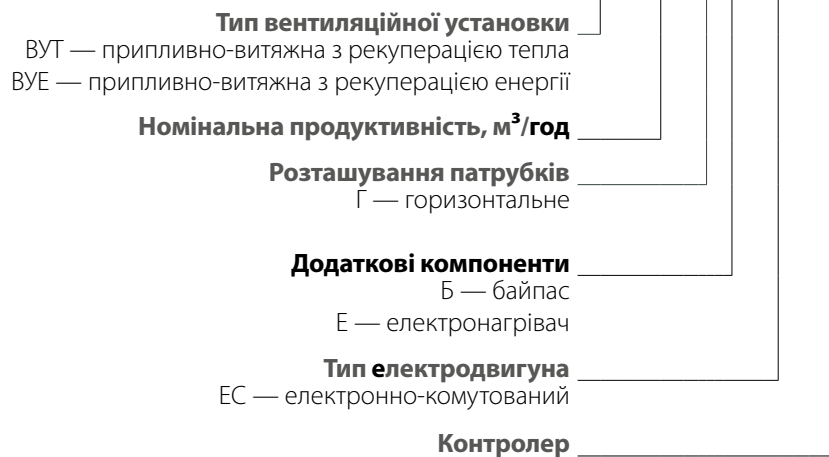 Тип вентиляційної установки
ВУТ — припливно-витяжна з рекуперацією тепла
ВУЕ — припливно-витяжна з рекуперацією енергії
Номінальна продуктивність, м³/год
Розташування патрубків
Г — горизонтальне
Додаткові компоненти
Б — байпас
Е — електронагрівач
Тип електродвигуна
ЕС — електронно-комутований
Контролер